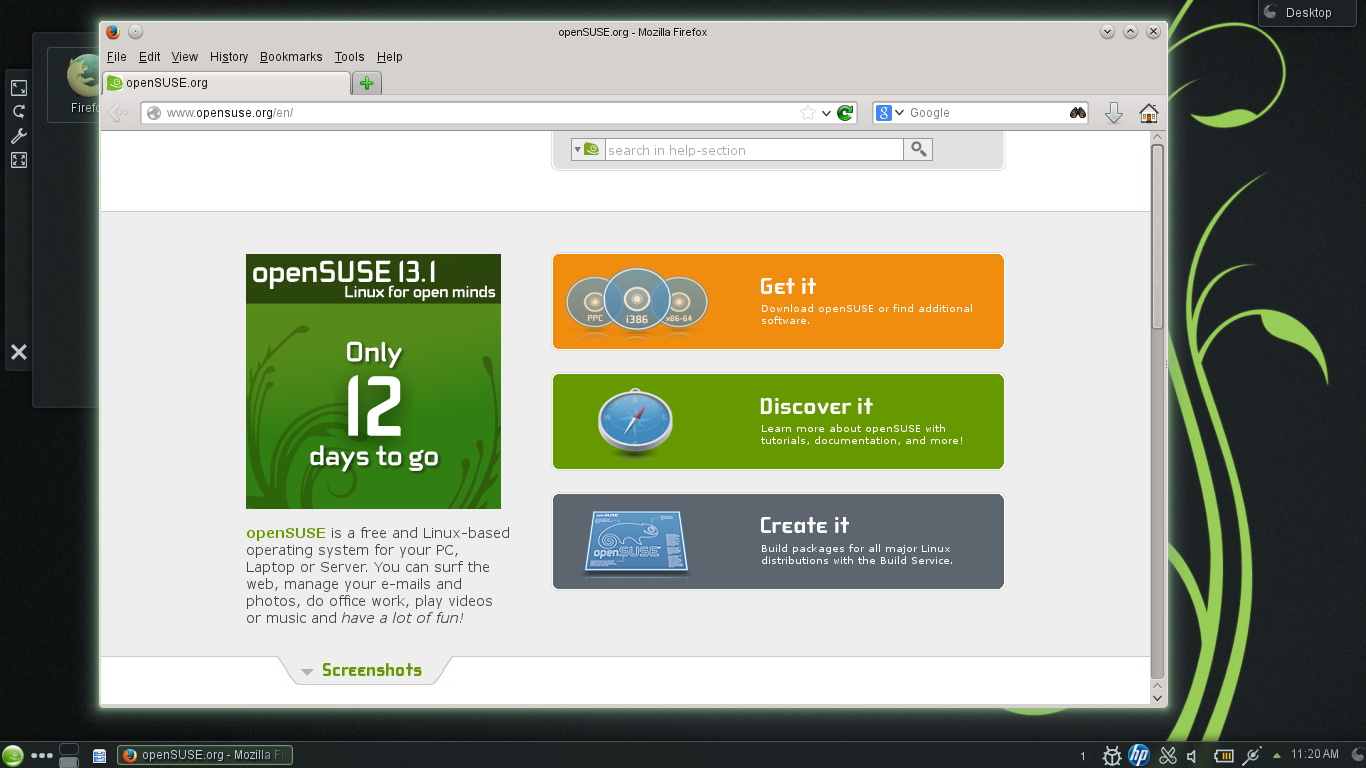 Desktop
openSUSE.org - Mozilla Firefox
File Edit View History Bookmarks Tools Help
openSUSE.org
Firefo
www.opensuse.org/en/
Google
search in help-section
openSUSE 13.1
Linux for open minds
Only
12
days to go
PPC
i386
x86-64
Get it
Download openSUSE or find additional
software.
S
W
E
Discover it
Learn more about openSUSE with
tutorials, documentation, and more!
openSUSE
openSUSE
Create it
Build packages for all major Linux
distributions with the Build Service.
openSUSE is a free and Linux-based
operating system for your PC,
Laptop or Server. You can surf the
web, manage your e-mails and
photos, do office work, play videos
or music and have a lot of fun!
Screenshots
openSUSE.org - Mozilla Fi
1
hp
11:20 AM